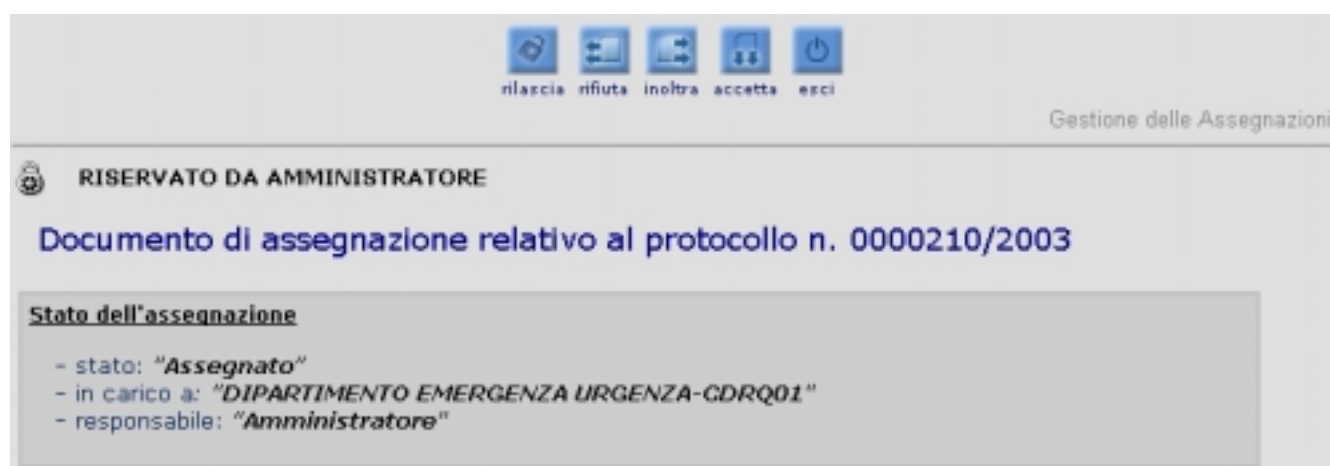 rilascia rifiuta inoltra accetta esci
Gestione delle Assegnazioni
RISERVATO DA AMMINISTRATORE
Documento di assegnazione relativo al protocollo n. 0000210/2003
Stato dell'assegnazione
- stato: "Assegnato"
- in carico a: "DIPARTIMENTO EMERGENZA URGENZA-CDRQ01"
- responsabile: "Amministratore"